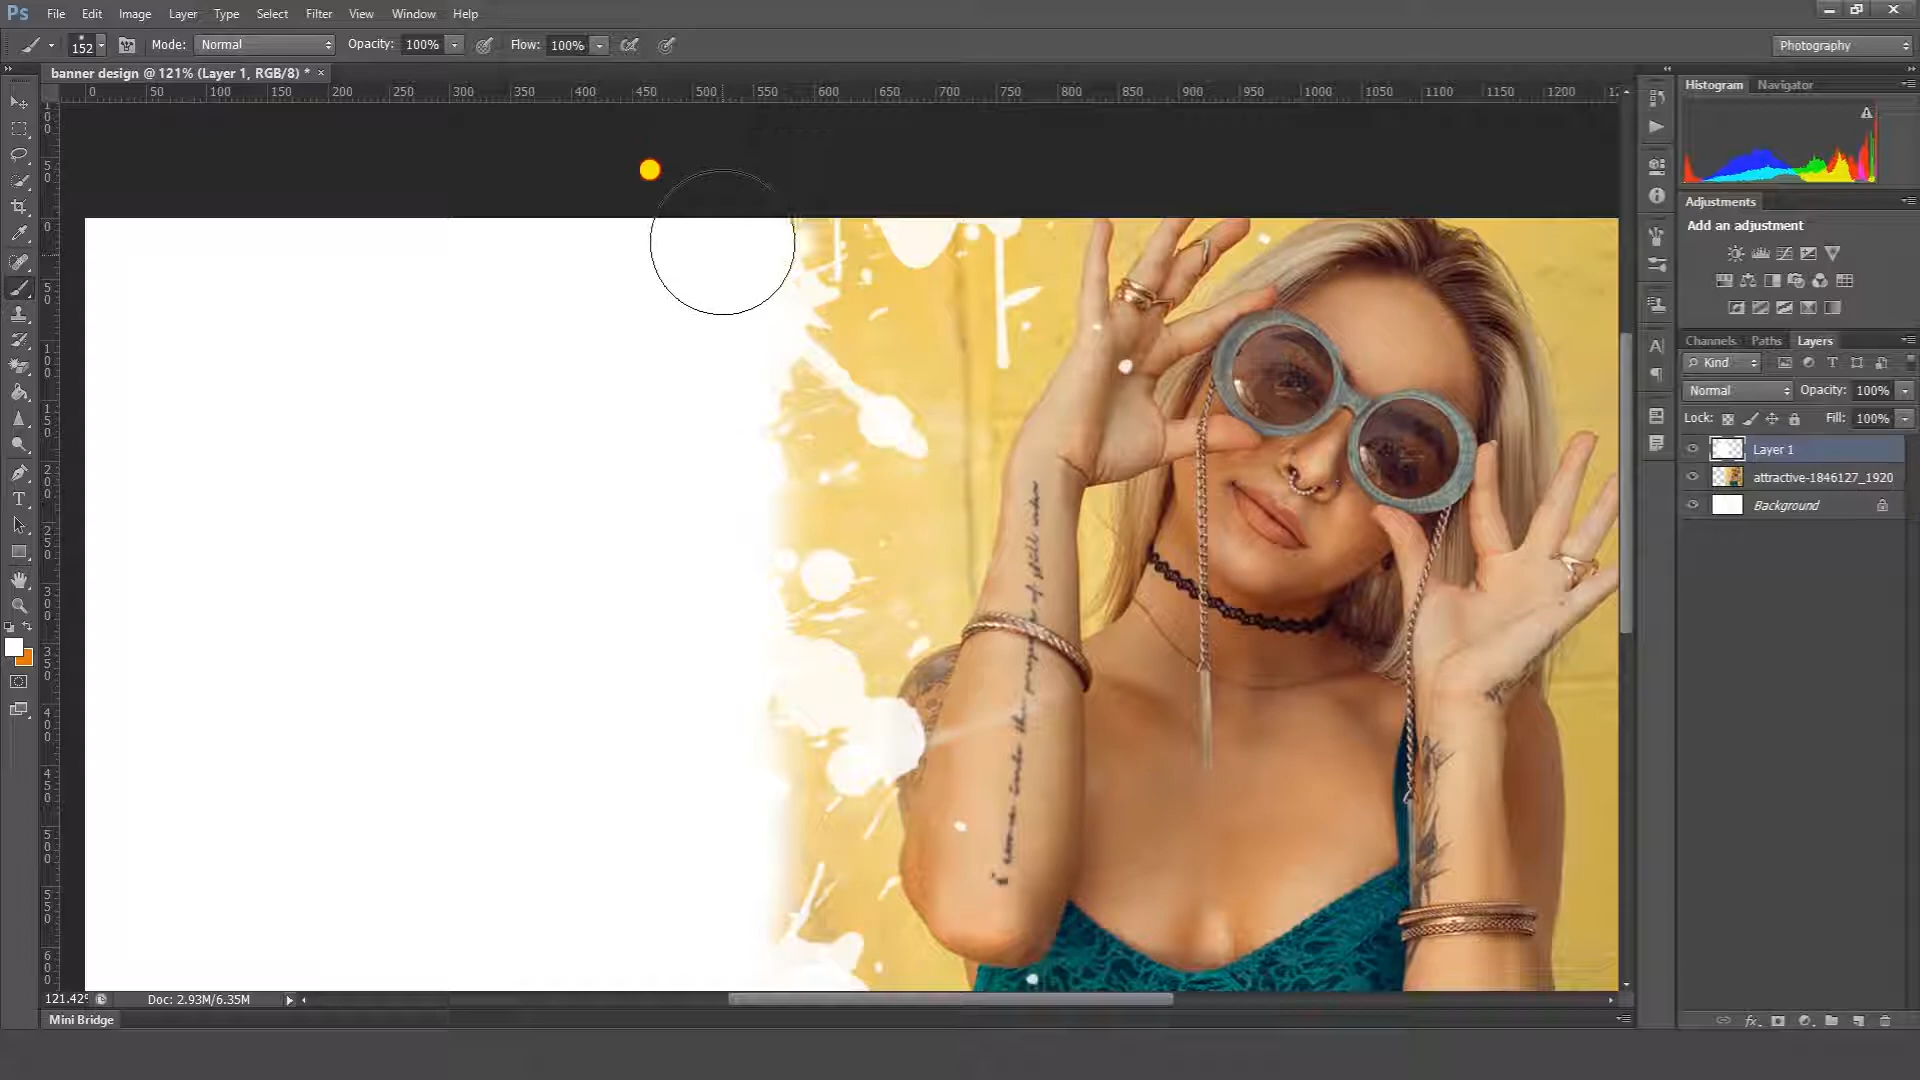 Ps File Edit Image Layer Type Select Filter View Window Help
152 Mode: Normal Opacity: 100% Flow: 100% Photography
banner design @ 121% (Layer 1, RGB/8) * ×
0 50 100 150 200 250 300 350 400 450 500 550 600 650 700 750 800 850 900 950 1000 1050 1100 1150 1200
Histogram Navigator
Adjustments
Add an adjustment
Channels Paths Layers
Kind
Normal Opacity: 100%
Lock: Fill: 100%
Layer 1
attractive-1846127_1920
Background
121.42% Doc: 2.93M/6.35M
Mini Bridge